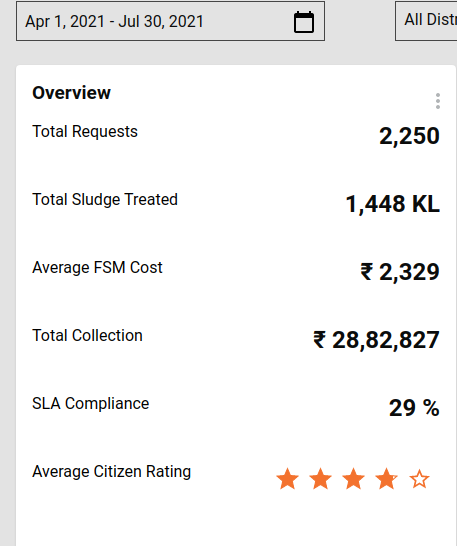 Apr 1, 2021 - Jul 30, 2021
All Distr
Overview
Total Requests
2,250
Total Sludge Treated
1,448 KL
Average FSM Cost
₹ 2,329
Total Collection
₹ 28,82,827
SLA Compliance
29 %
Average Citizen Rating